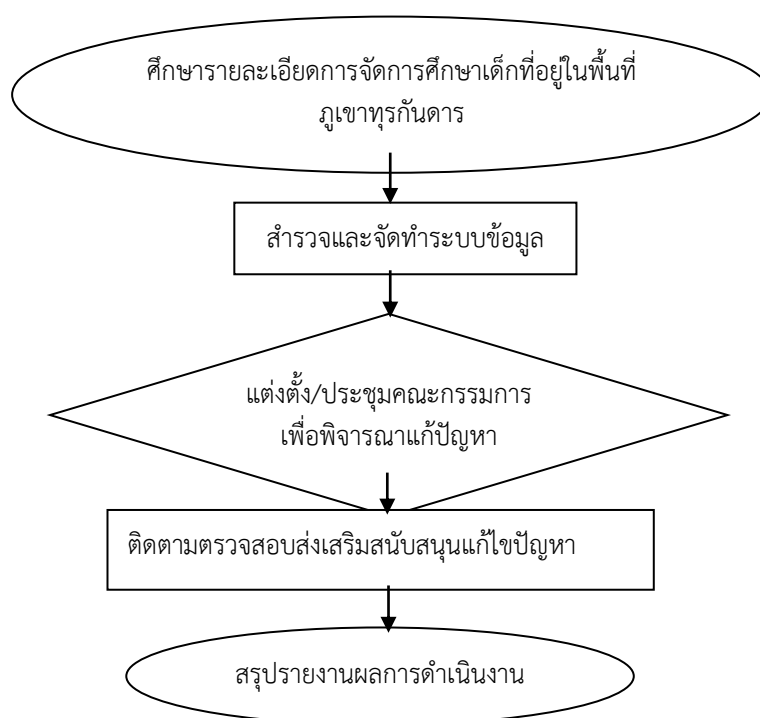 ศึกษารายละเอียดการจัดการศึกษาเด็กที่อยู่ในพื้นที่
ภูเขาทุรกันดาร
สำรวจและจัดทำระบบข้อมูล
แต่งตั้ง/ประชุมคณะกรรมการ
เพื่อพิจารณาแก้ปัญหา
ติดตามตรวจสอบส่งเสริมสนับสนุนแก้ไขปัญหา
สรุปรายงานผลการดำเนินงาน